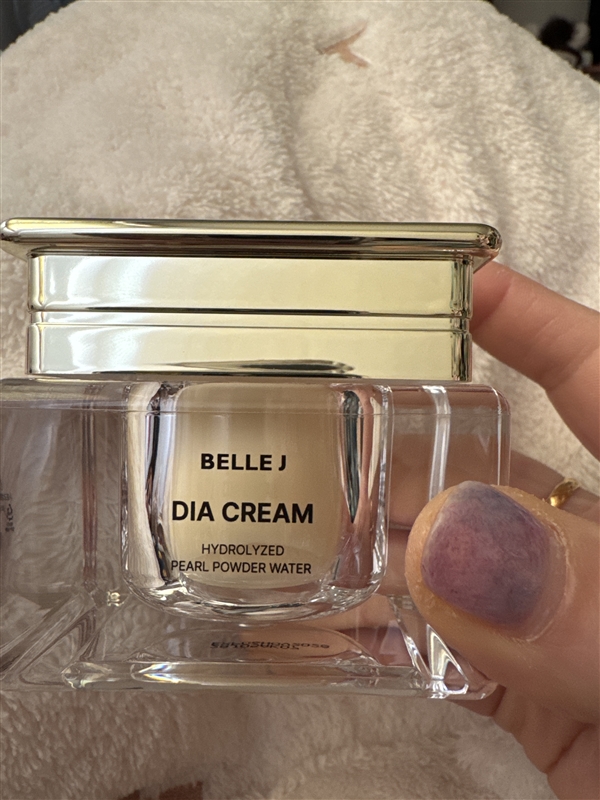 BELLE J
DIA CREAM
HYDROLYZED
PEARL POWDER WATER